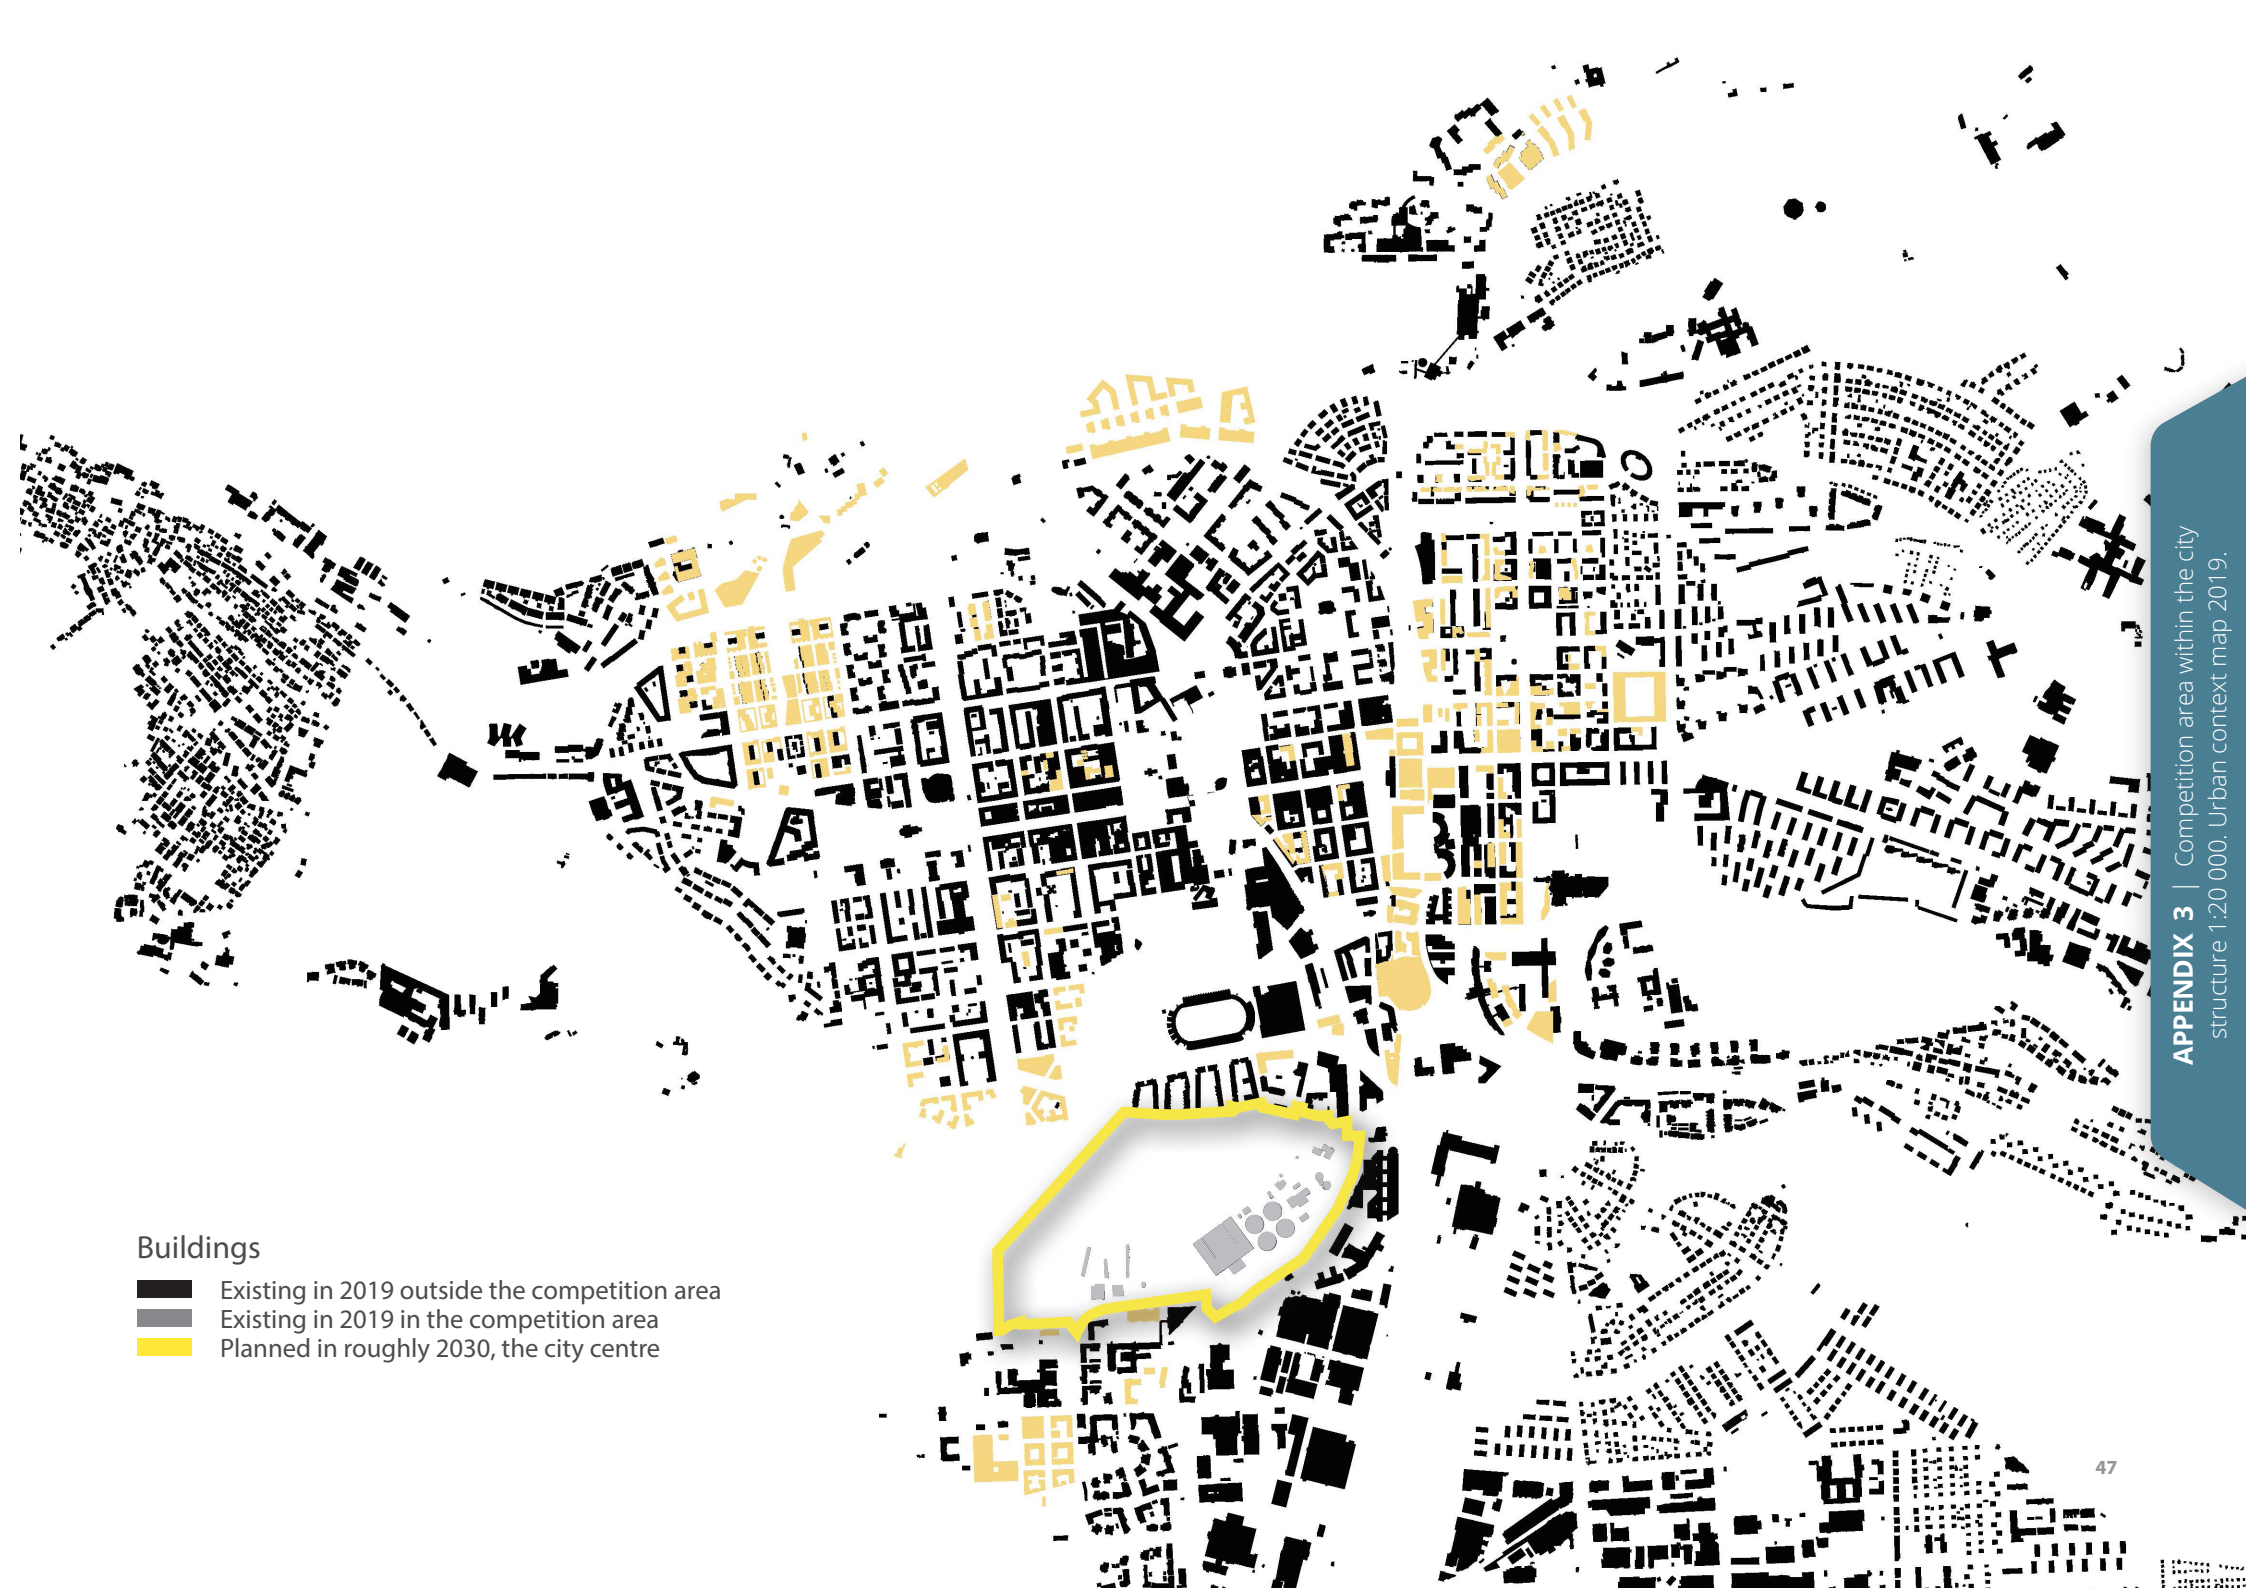 APPENDIX 3 | Competition area within the city
structure 1:20 000. Urban context map 2019.
Buildings
Existing in 2019 outside the competition area
Existing in 2019 in the competition area
Planned in roughly 2030, the city centre
47